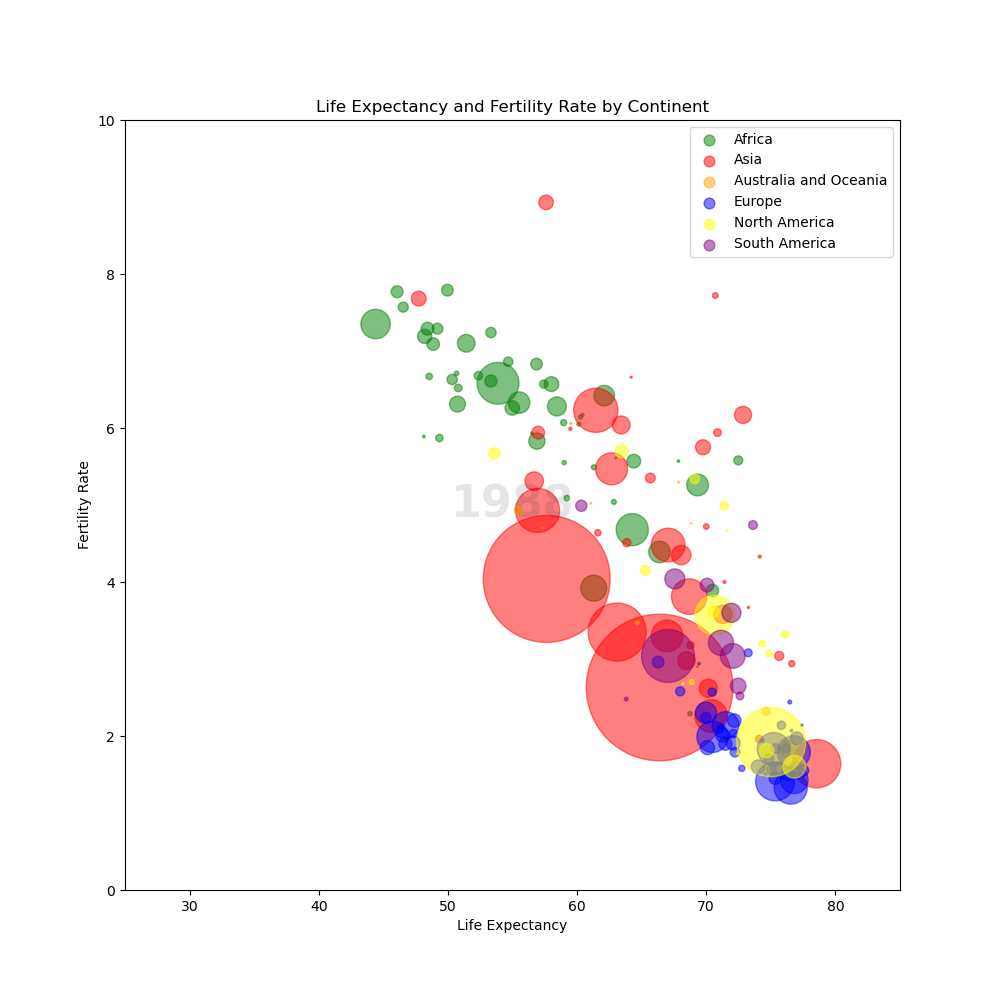 Life Expectancy and Fertility Rate by Continent
10
8
6
4
2
0
Fertility Rate
Africa
Asia
Australia and Oceania
Europe
North America
South America
1988
30 40 50 60 70 80
Life Expectancy